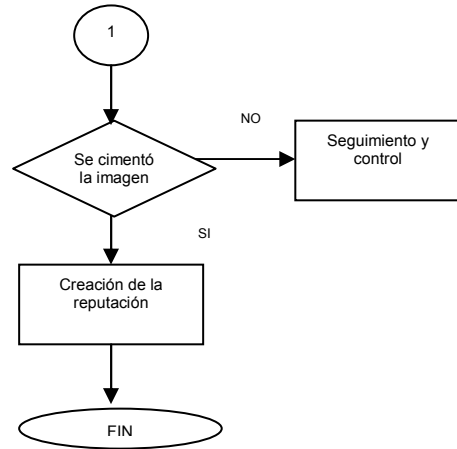 1
NO
Se cimentó
la imagen
Seguimiento y
control
SI
Creación de la
reputación
FIN